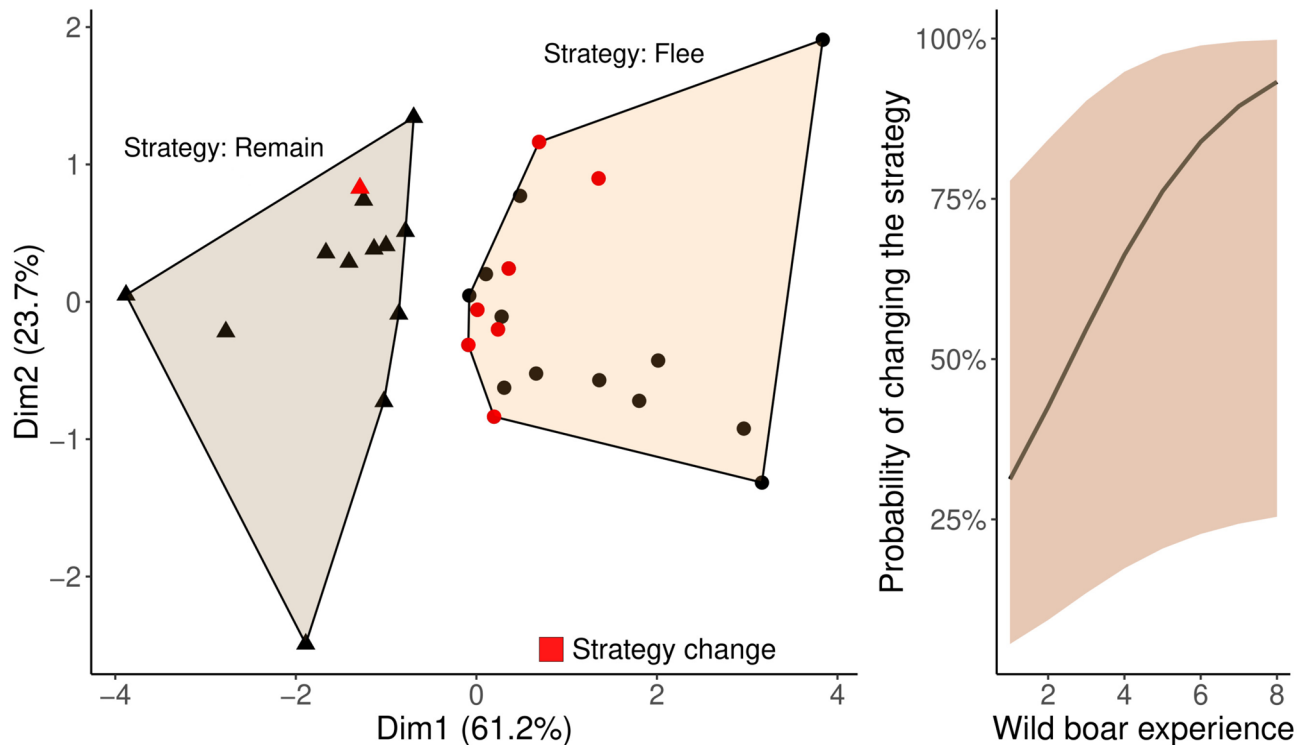 2
1
0
−1
−2
Dim2 (23.7%)
Strategy: Remain
Strategy: Flee
Strategy change
−4
−2
0
2
4
Dim1 (61.2%)
100%
75%
50%
25%
Probability of changing the strategy
2
4
6
8
Wild boar experience